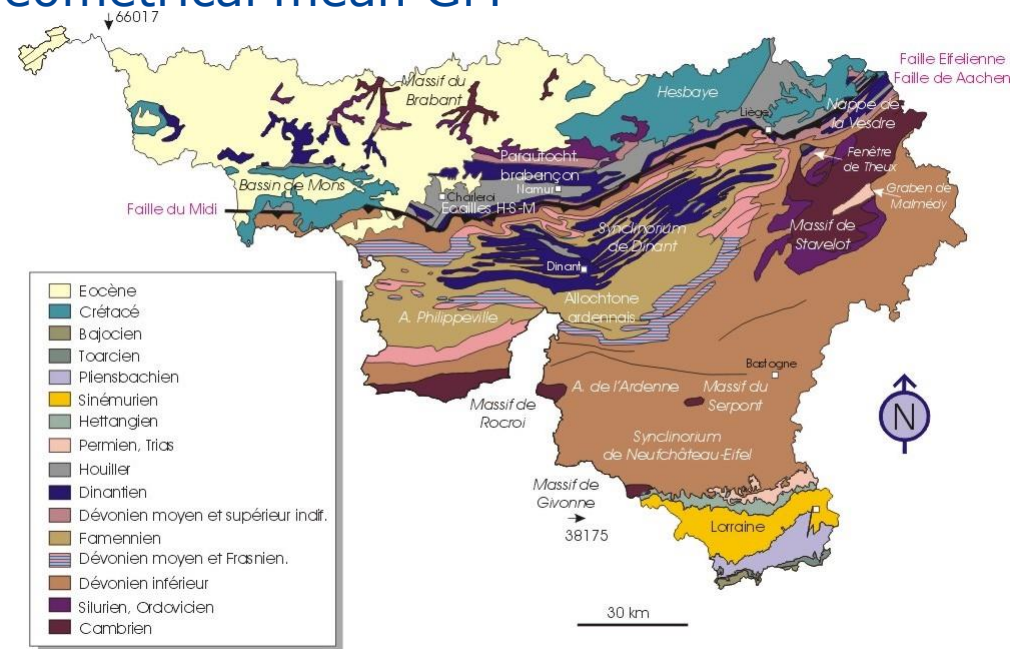 66017
Faille Eifelienne
Faille de Aachen
Massif du
Brabant
Hesbaye
Liège
Nappe de
la Vesdre
Parautocht.
brabançon
Namur
Fenêtre
de Theux
Bassin de Mons
Charleroi
Ecailles H-S-M
Graben de
Malmédy
Faille du Midi
Synclinorium
de Dinant
Massif de
Stavelot
Dinant
Allochtone
ardennais
A. Philippeville
Bastogne
A. de l'Ardenne
Massif du
Serpont
Massif de
Rocroi
N
Synclinorium
de Neufchâteau-Eifel
Massif de
Givonne
38175
Lorraine
30 km
Eocène
Crétacé
Bajocien
Toarcien
Pliensbachien
Sinémurien
Hettangien
Permien, Trias
Houiller
Dinantien
Dévonien moyen et supérieur indif.
Famennien
Dévonien moyen et Frasnien.
Dévonien inférieur
Silurien, Ordovicien
Cambrien